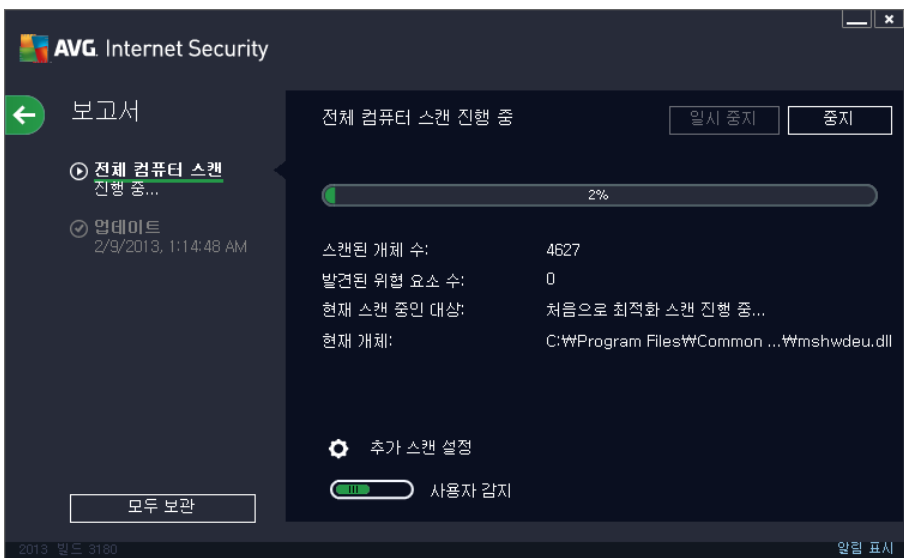 AVG. Internet Security
보고서
전체 컴퓨터 스캔
진행 중...
업데이트
2/9/2013, 1:14:48 AM
모두 보관
전체 컴퓨터 스캔 진행 중
일시 중지
중지
2%
스캔된 개체 수: 4627
발견된 위협 요소 수: 0
현재 스캔 중인 대상: 처음으로 최적화 스캔 진행 중...
현재 개체: C:₩Program Files₩Common ...₩mshwdeu.dll
추가 스캔 설정
사용자 감지
2013 빌드 3180
알림 표시